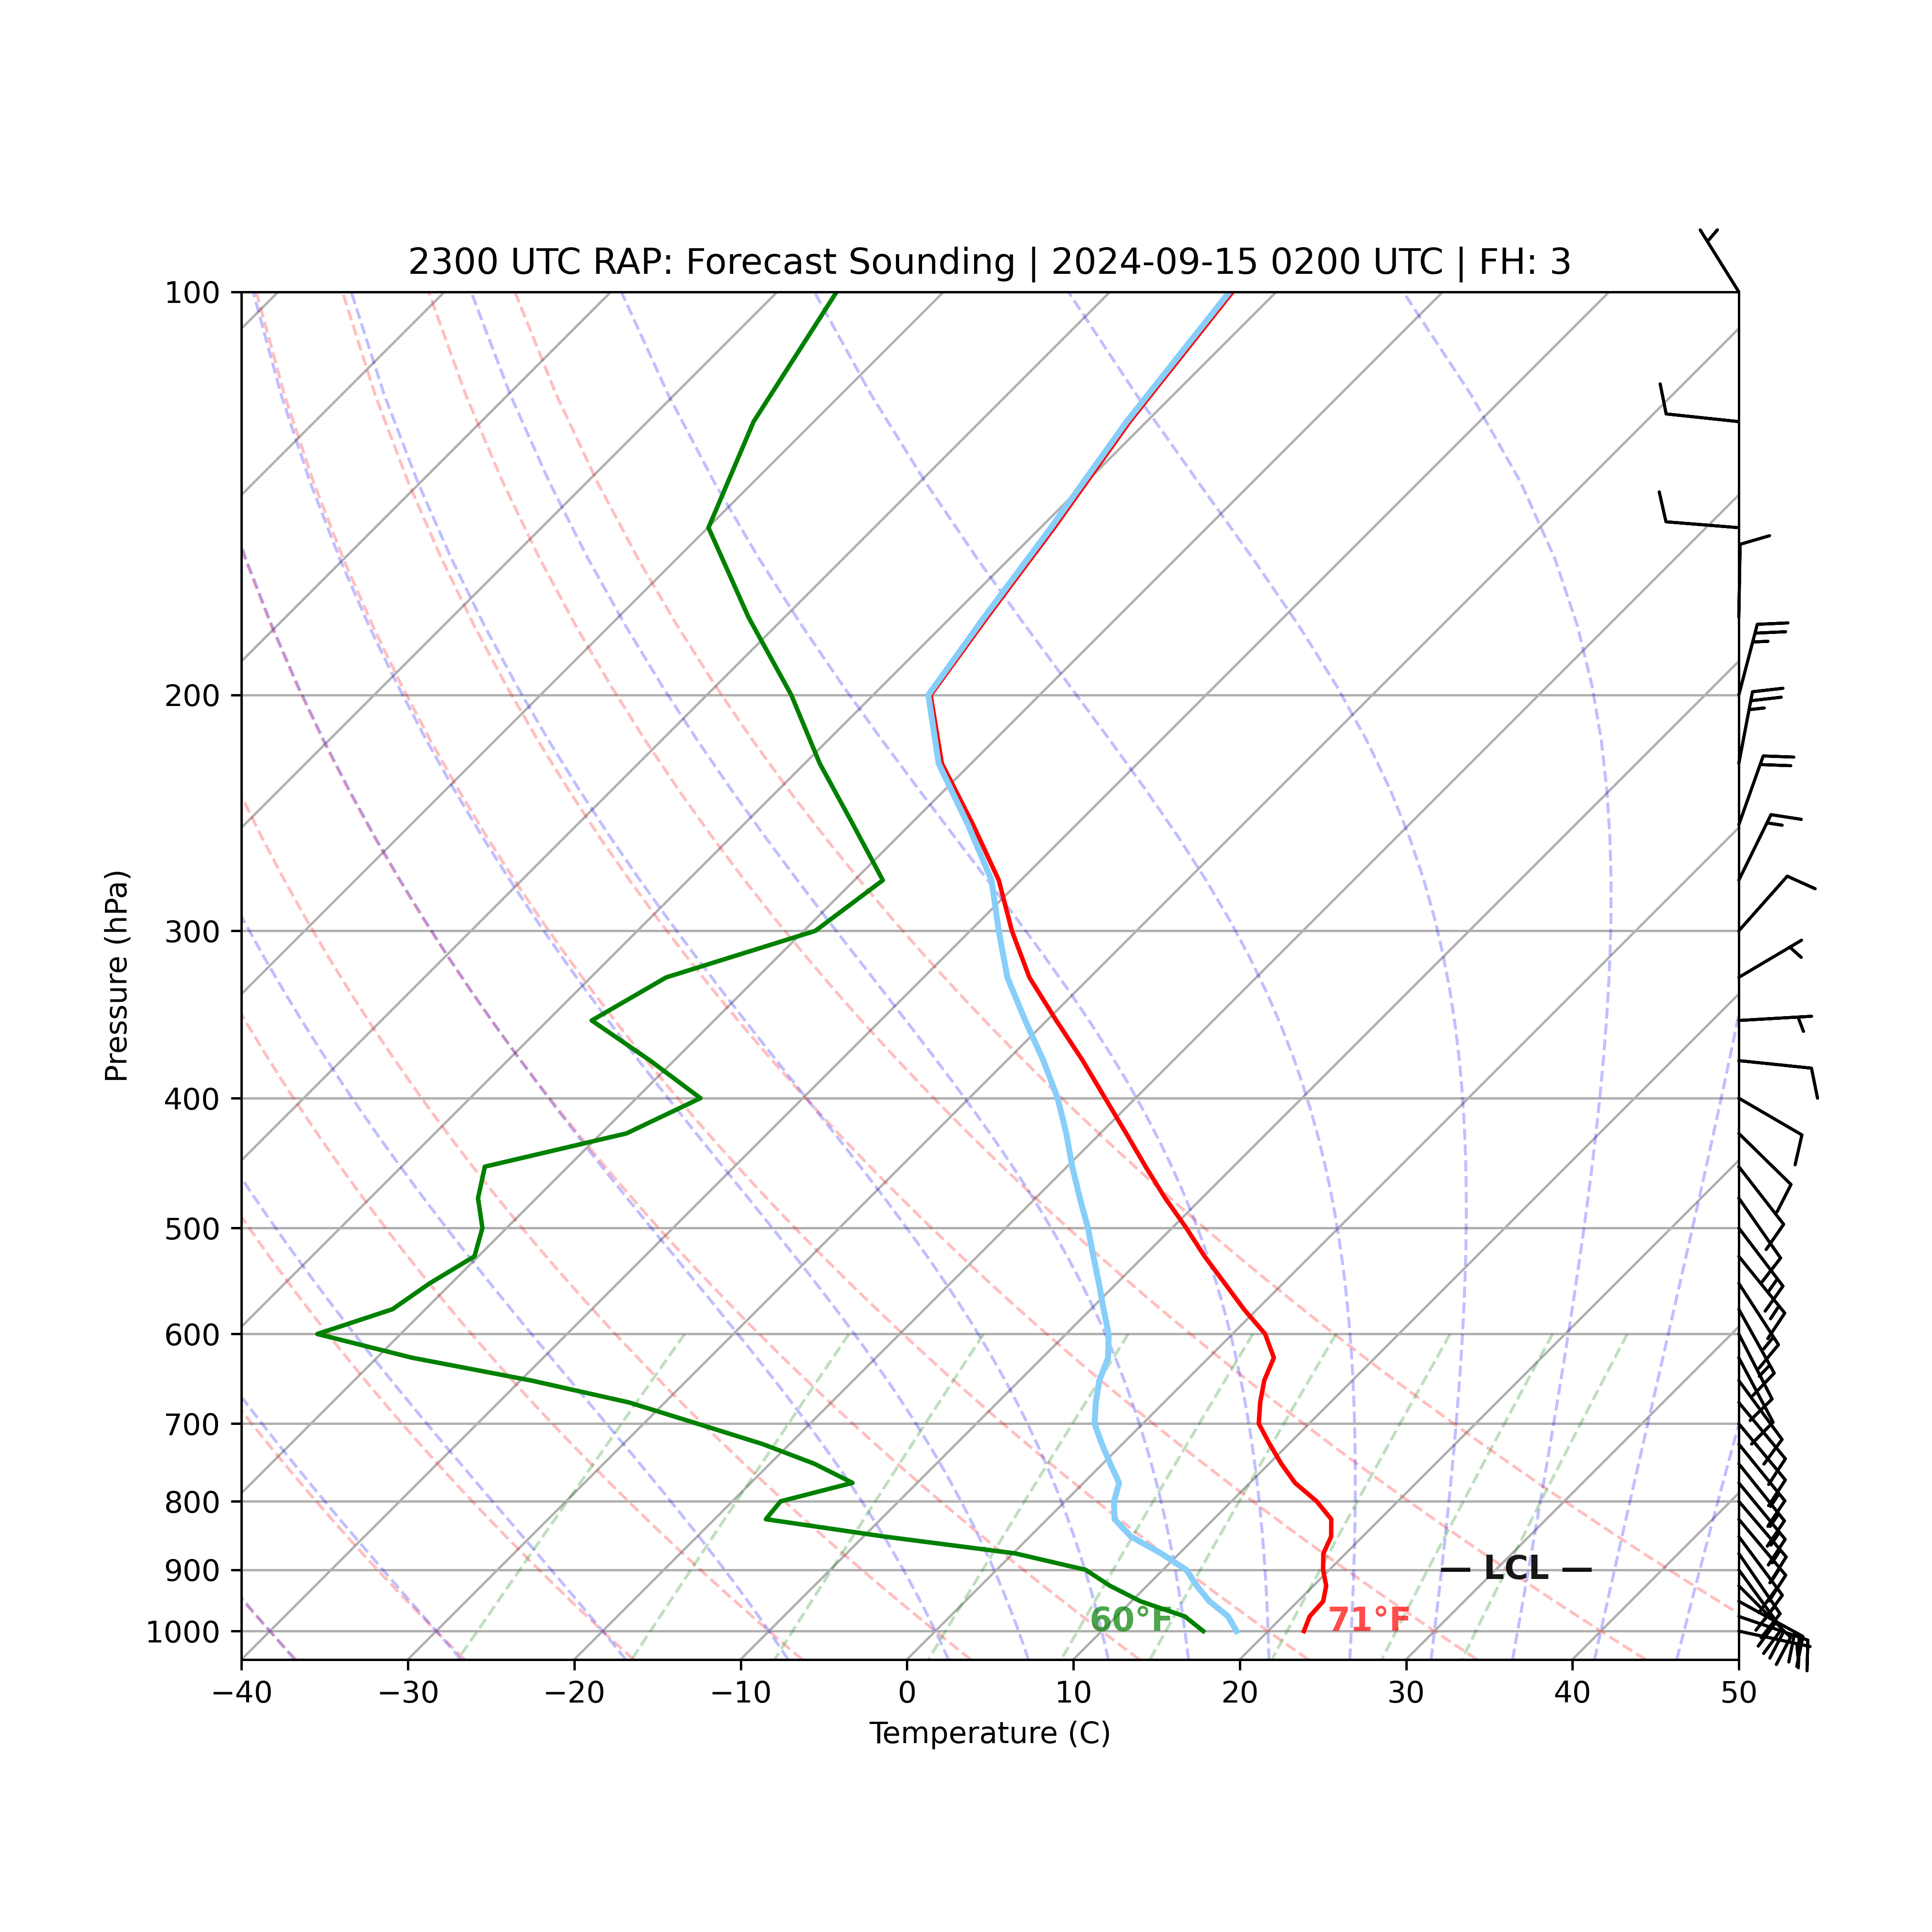 2300 UTC RAP: Forecast Sounding | 2024-09-15 0200 UTC | FH: 3
100
200
300
400
500
600
700
800
900
1000
Pressure (hPa)
— LCL —
60°F
71°F
−40 −30 −20 −10 0 10 20 30 40 50
Temperature (C)